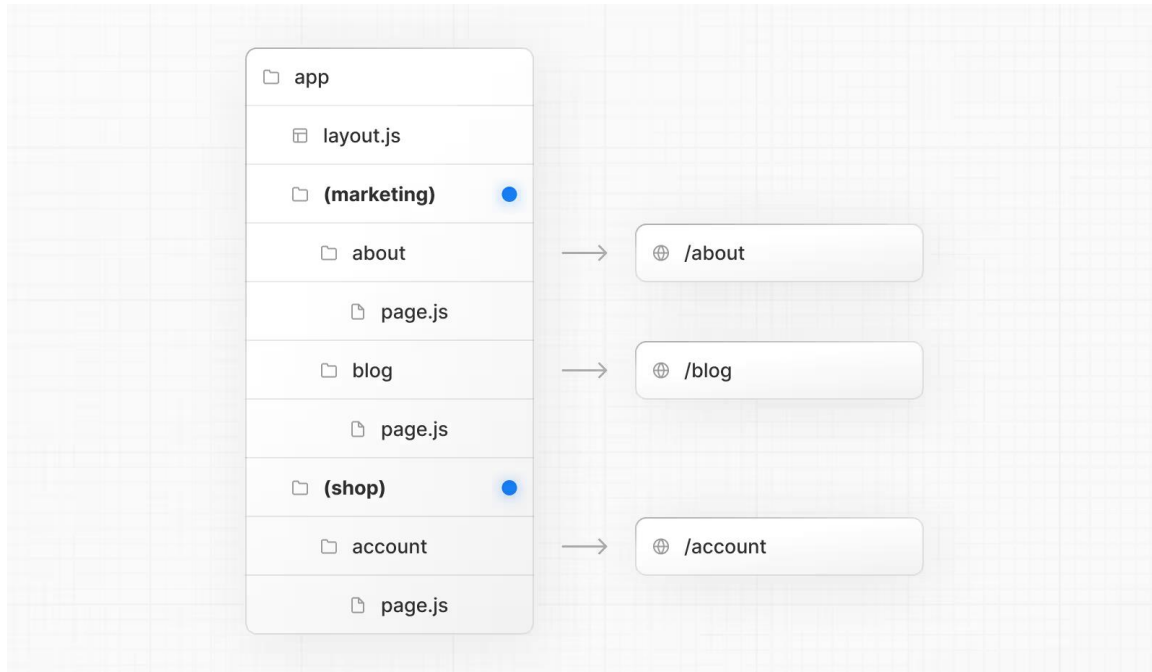 app
layout.js
(marketing)
about
/about
page.js
blog
/blog
page.js
(shop)
account
/account
page.js